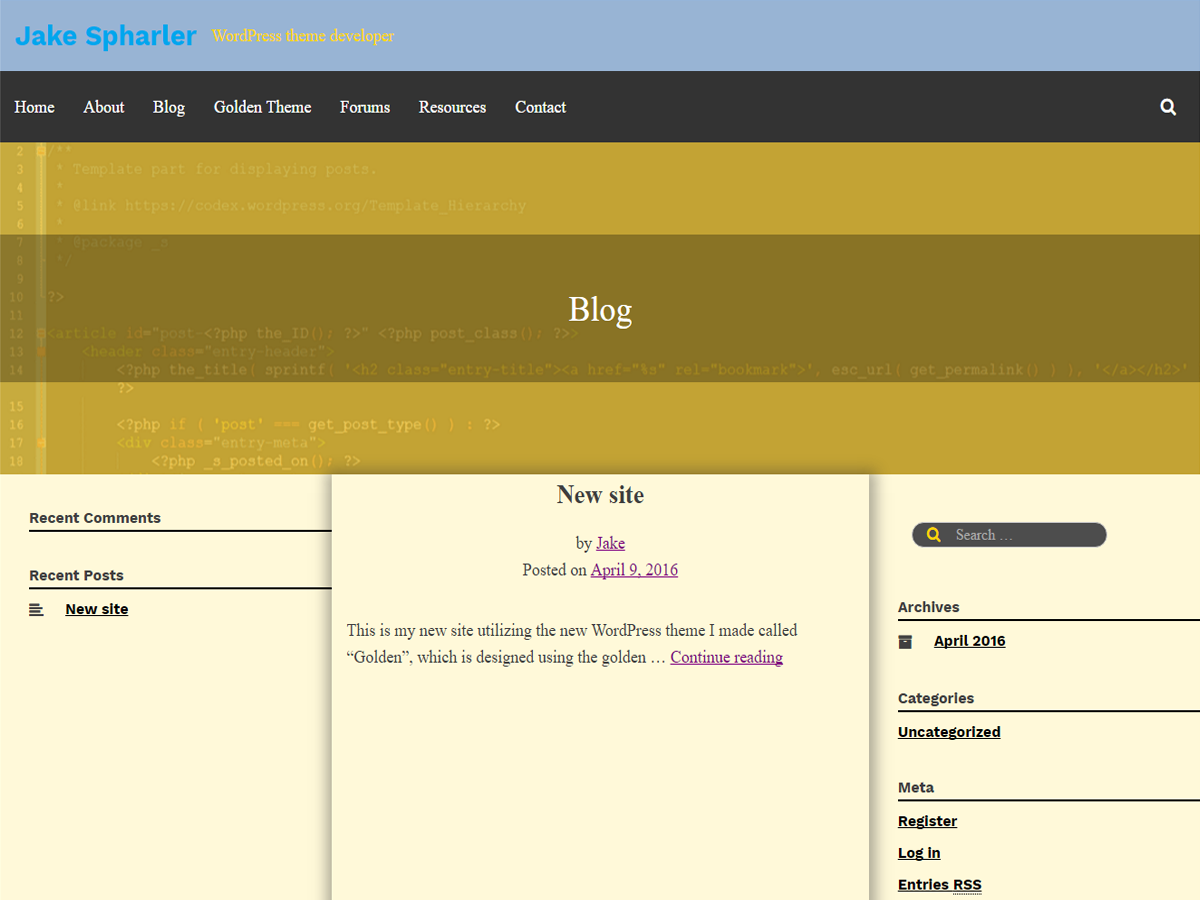 Jake Spharler WordPress theme developer
Home About Blog Golden Theme Forums Resources Contact
2 /**
3 * Template part for displaying posts.
4 *
5 * @link https://codex.wordpress.org/Template_Hierarchy
6 *
7 * @package _s
8 */
9
10 ?>
11
Blog
12 <article id="post-<?php the_ID(); ?>" <?php post_class(); ?>>
13 <header class="entry-header">
14 <?php the_title( sprintf( '<h2 class="entry-title"><a href="%s" rel="bookmark">', esc_url( get_permalink() ) ), '</a></h2>'
?>
15
16 <?php if ( 'post' === get_post_type() ) : ?>
17 <div class="entry-meta">
18 <?php _s_posted_on(); ?>
Recent Comments
Recent Posts
New site
New site
by Jake
Posted on April 9, 2016
This is my new site utilizing the new WordPress theme I made called
“Golden”, which is designed using the golden … Continue reading
Search …
Archives
April 2016
Categories
Uncategorized
Meta
Register
Log in
Entries RSS